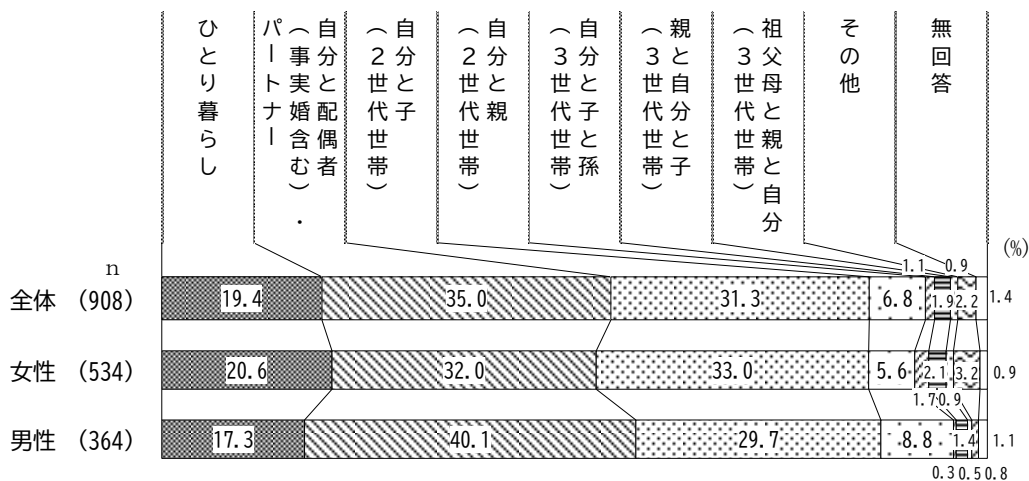 ひとり暮らし
自分と配偶者
（事実婚含む）・
パートナー
自分と子
（２世代世帯）
自分と親
（２世代世帯）
自分と子と孫
（３世代世帯）
親と自分と子
（３世代世帯）
祖父母と親と自分
（３世代世帯）
その他
無回答
(%)
n
1.1 0.9
全体 (908) 19.4 35.0 31.3 6.8 1.9 2.2 1.4
女性 (534) 20.6 32.0 33.0 5.6 2.1 3.2 0.9
1.7 0.9
男性 (364) 17.3 40.1 29.7 8.8 1.4 1.1
0.3 0.5 0.8